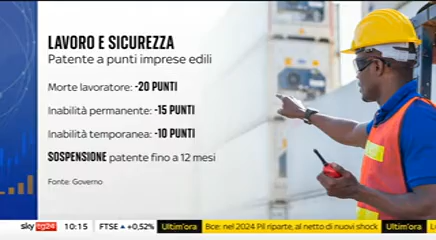 LAVORO E SICUREZZA
Patente a punti imprese edili
Morte lavoratore: -20 PUNTI
Inabilità permanente: -15 PUNTI
Inabilità temporanea: -10 PUNTI
SOSPENSIONE patente fino a 12 mesi
Fonte: Governo
sky tg24 10:15 FTSE ▲ +0,52% Ultim'ora Bce: nel 2024 Pil riparte, al netto di nuovi shock Ultim'ora L